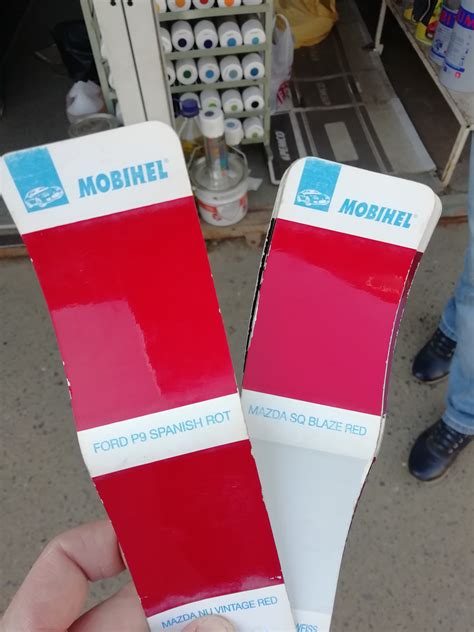 MOBIHEL®
FORD P9 SPANISH ROT
MAZDA NU VINTAGE RED
MOBIHEL®
MAZDA SQ BLAZE RED